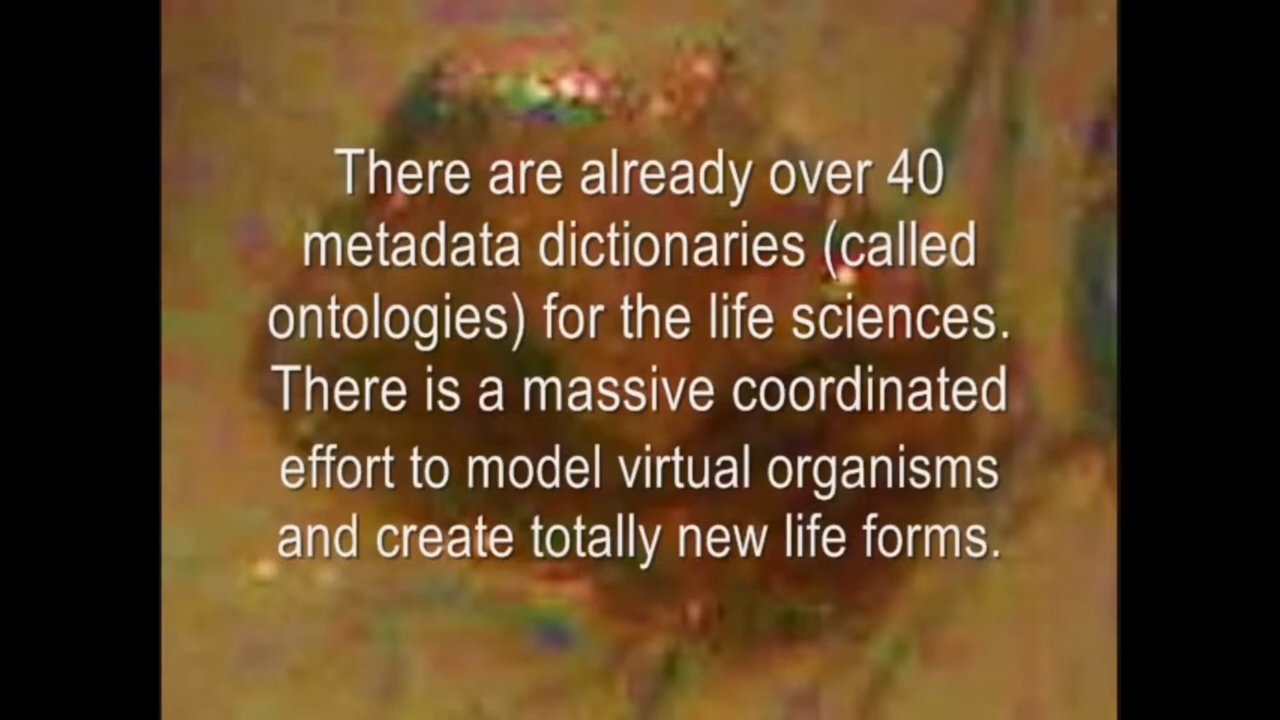 There are already over 40
metadata dictionaries (called
ontologies) for the life sciences.
There is a massive coordinated
effort to model virtual organisms
and create totally new life forms.